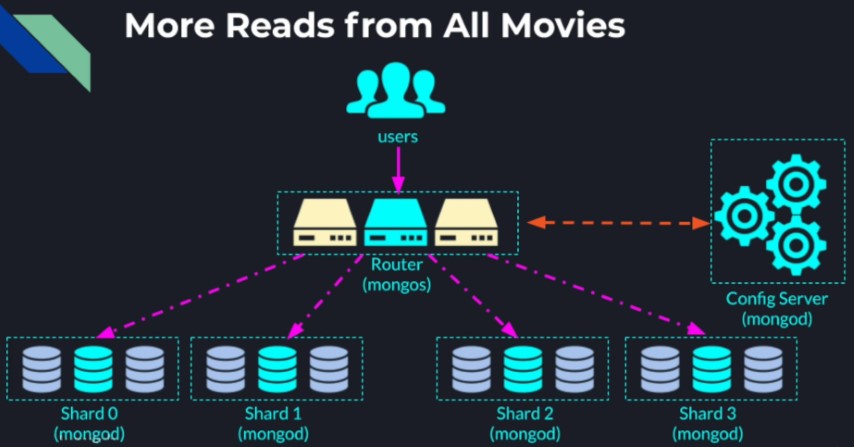 More Reads from All Movies
users
Router
(mongos)
Config Server
(mongod)
Shard 0
(mongod)
Shard 1
(mongod)
Shard 2
(mongod)
Shard 3
(mongod)